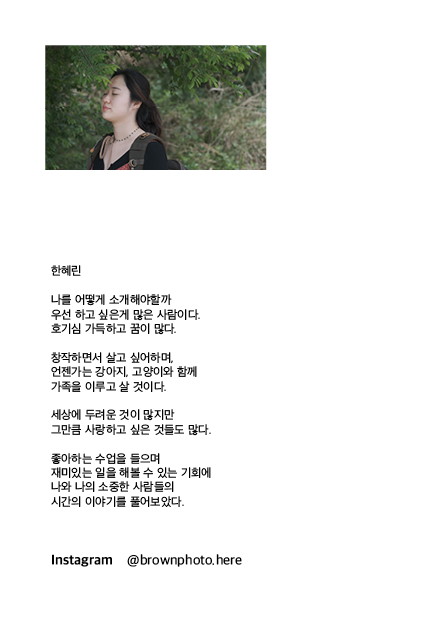 한혜린
나를 어떻게 소개해야할까
우선 하고 싶은게 많은 사람이다.
호기심 가득하고 꿈이 많다.
창작하면서 살고 싶어하며,
언젠가는 강아지, 고양이와 함께
가족을 이루고 살 것이다.
세상에 두려운 것이 많지만
그만큼 사랑하고 싶은 것들도 많다.
좋아하는 수업을 들으며
재미있는 일을 해볼 수 있는 기회에
나와 나의 소중한 사람들의
시간의 이야기를 풀어보았다.
Instagram @brownphoto.here